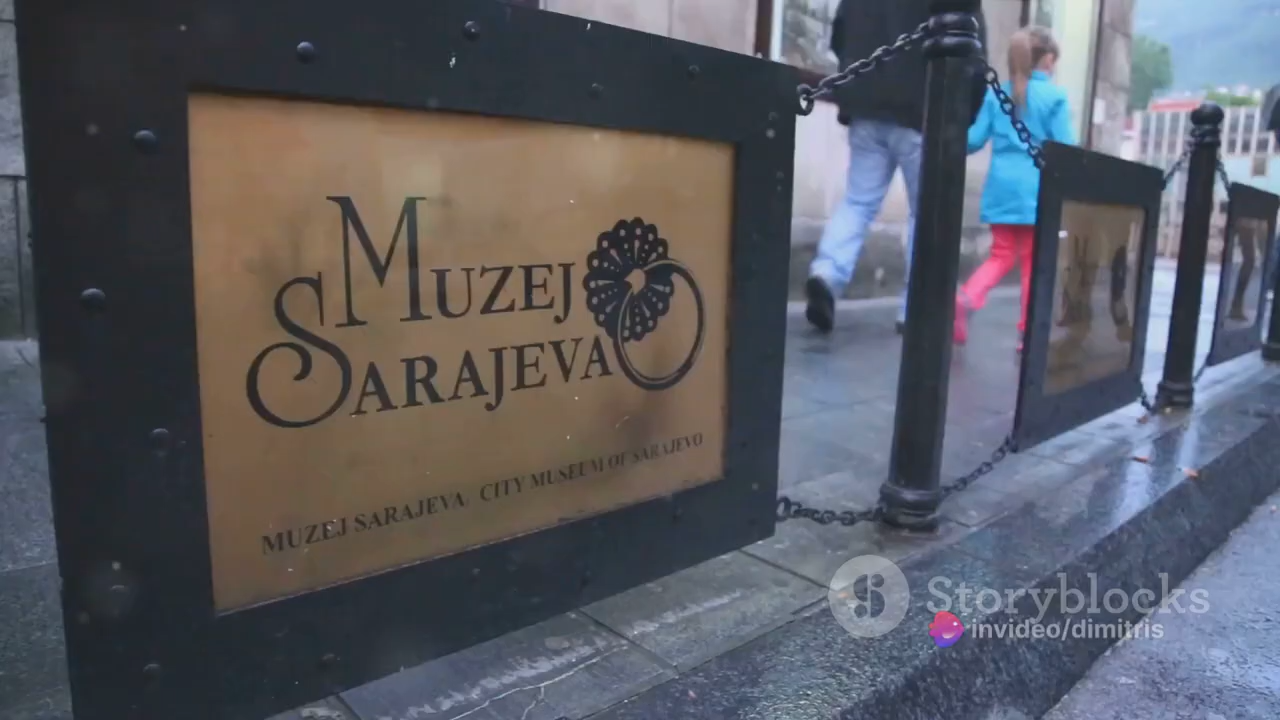 MUZEJ
SARAJEVA
MUZEJ SARAJEVA/ CITY MUSEUM OF SARAJEVO
Storyblocks
invideo/dimitris